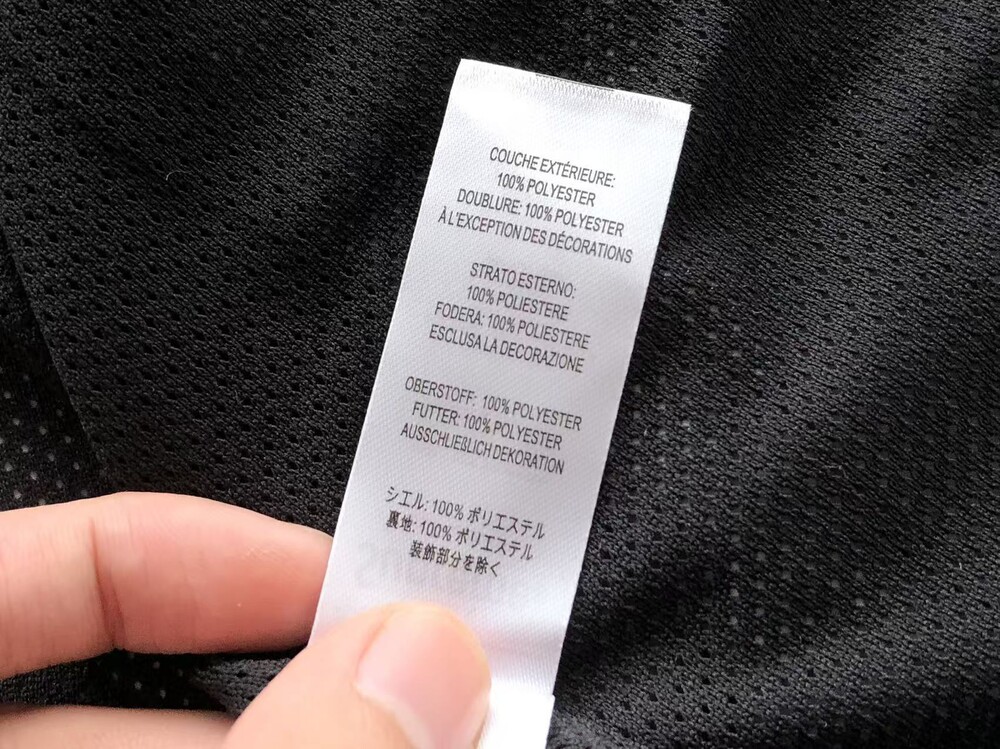 COUCHE EXTÉRIEURE:
100% POLYESTER
DOUBLURE: 100% POLYESTER
À L'EXCEPTION DES DÉCORATIONS
STRATO ESTERNO:
100% POLIESTERE
FODERA: 100% POLIESTERE
ESCLUSA LA DECORAZIONE
OBERSTOFF: 100% POLYESTER
FUTTER: 100% POLYESTER
AUSSCHLIEßLICH DEKORATION
シエル: 100% ポリエステル
裏地: 100% ポリエステル
装飾部分を除く